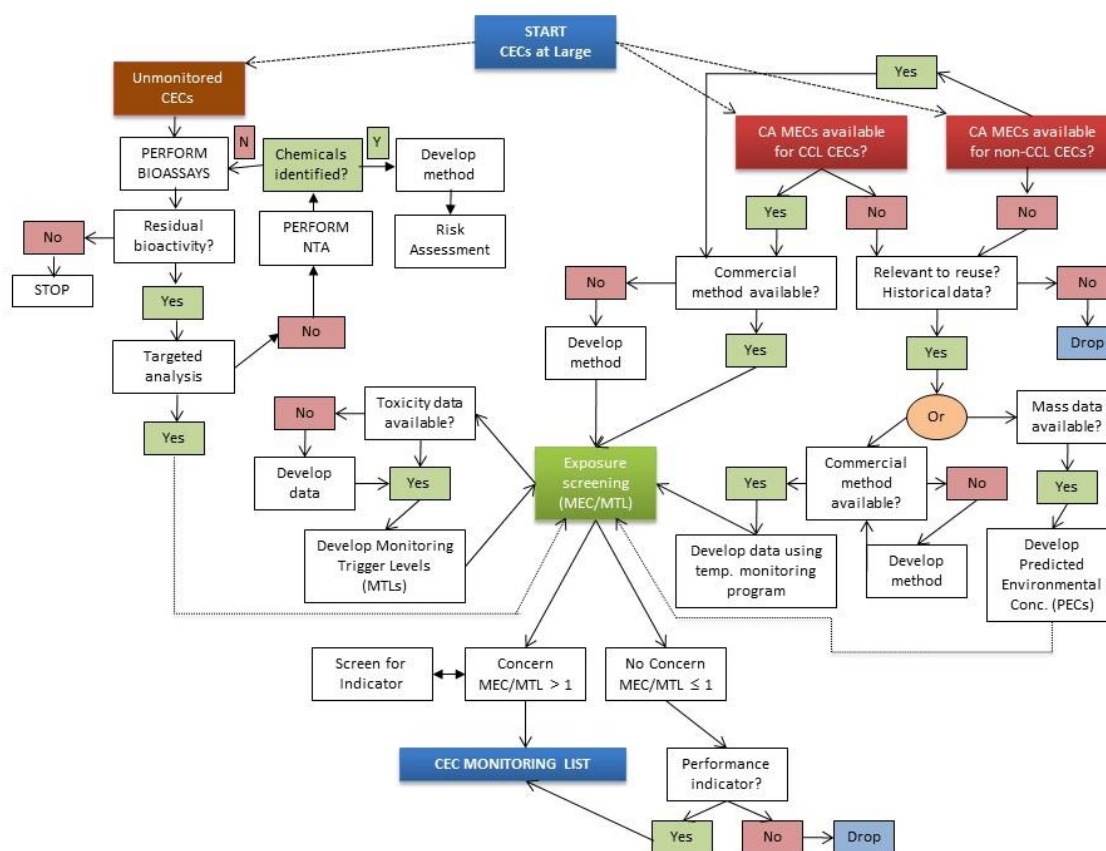 START
CECs at Large
Unmonitored
CECs
Yes
CA MECs available
for CCL CECs?
CA MECs available
for non-CCL CECs?
N
Y
PERFORM
BIOASSAYS
Chemicals
identified?
Develop
method
Yes
No
No
No
Residual
bioactivity?
PERFORM
NTA
Risk
Assessment
STOP
Yes
No
Commercial
method available?
Relevant to reuse?
Historical data?
No
No
Targeted
analysis
Develop
method
Yes
Yes
Drop
Yes
No
Toxicity data
available?
Or
Mass data
available?
Develop
data
Yes
Exposure
screening
(MEC/MTL)
Yes
Commercial
method
available?
No
Yes
Develop Monitoring
Trigger Levels
(MTLs)
Develop data using
temp. monitoring
program
Develop
method
Develop
Predicted
Environmental
Conc. (PECs)
Screen for
Indicator
Concern
MEC/MTL > 1
No Concern
MEC/MTL ≤ 1
CEC MONITORING LIST
Performance
indicator?
Yes
No
Drop